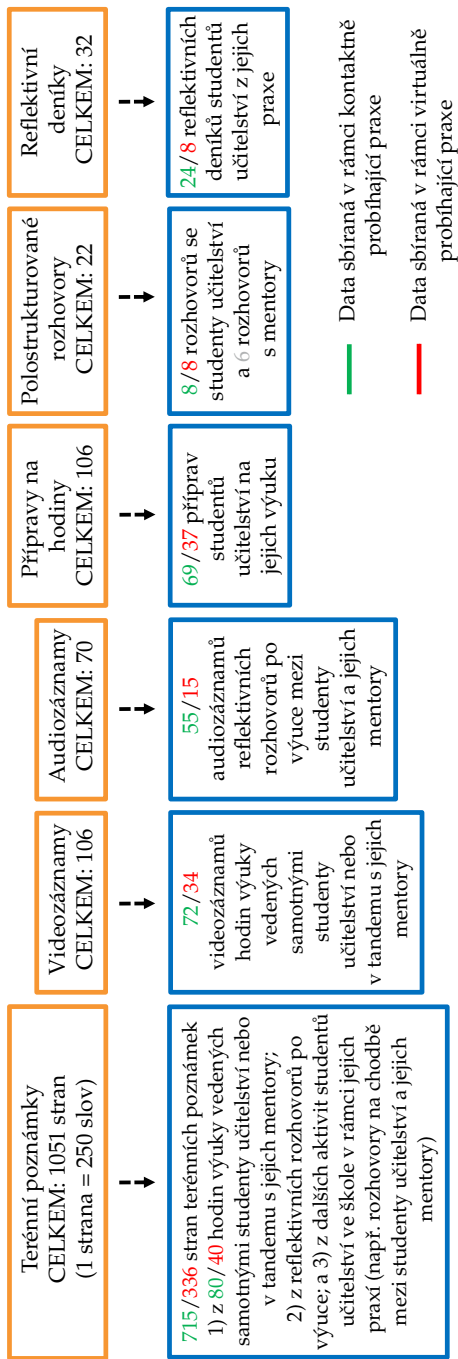 Terénní poznámky
CELKEM: 1051 stran
(1 strana = 250 slov)
715/336 stran terénních poznámek
1) z 80/40 hodin výuky vedených
samotnými studenty učitelství nebo
v tandemu s jejich mentory;
2) z reflektivních rozhovorů po
výuce; a 3) z dalších aktivit studentů
učitelství ve škole v rámci jejich
praxí (např. rozhovory na chodbě
mezi studenty učitelství a jejich
mentory)
Videozáznamy
CELKEM: 106
72/34
videozáznamů
hodin výuky
vedených
samotnými
studenty
učitelství nebo
v tandemu s jejich
mentory
Audiozáznamy
CELKEM: 70
55/15
audiozáznamů
reflektivních
rozhovorů po
výuce mezi
studenty
učitelství a jejich
mentory
Přípravy na
hodiny
CELKEM: 106
69/37 příprav
studentů
učitelství na
jejich výuku
Polostrukturované
rozhovory
CELKEM: 22
8/8 rozhovorů se
studenty učitelství
a 6 rozhovorů
s mentory
Reflektivní
deníky
CELKEM: 32
24/8 reflektivních
deníků studentů
učitelství z jejich
praxe
Data sbíraná v rámci kontaktně
probíhající praxe
Data sbíraná v rámci virtuálně
probíhající praxe